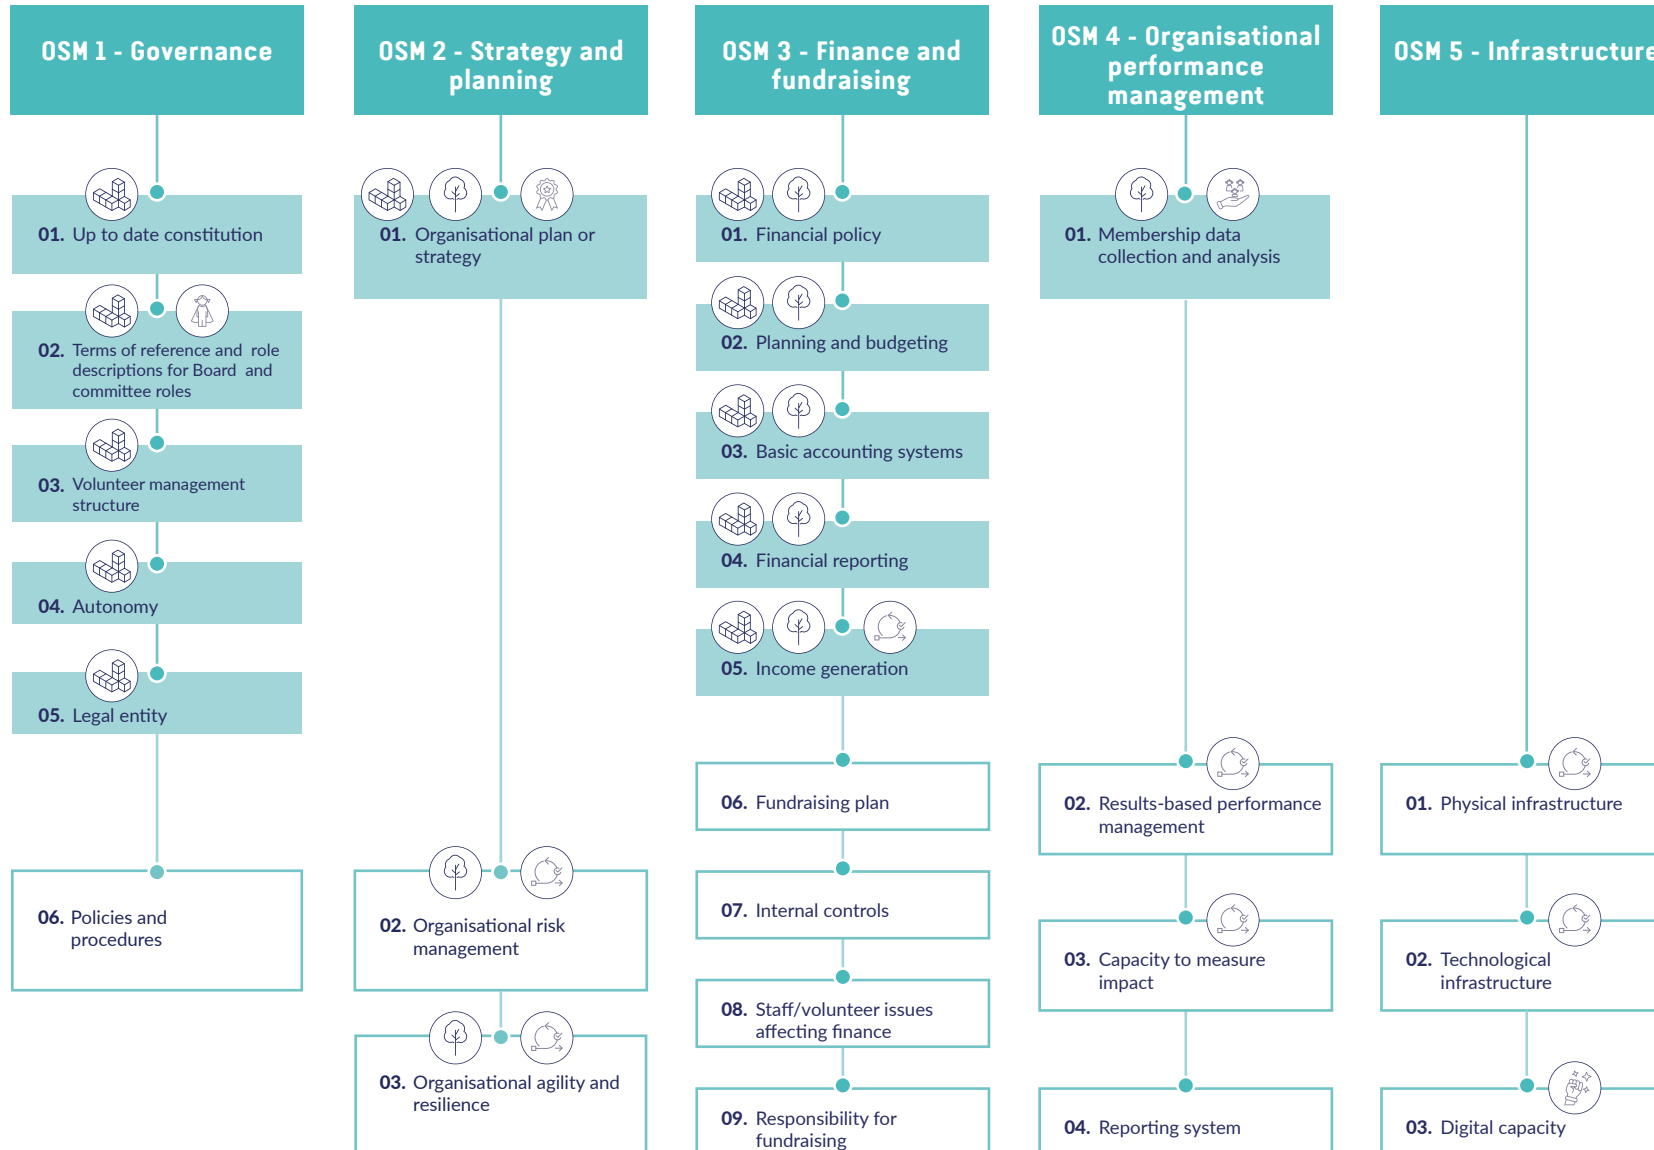 OSM 1 - Governance
01. Up to date constitution
02. Terms of reference and role
descriptions for Board and
committee roles
03. Volunteer management
structure
04. Autonomy
05. Legal entity
06. Policies and
procedures
OSM 2 - Strategy and
planning
01. Organisational plan or
strategy
02. Organisational risk
management
03. Organisational agility and
resilience
OSM 3 - Finance and
fundraising
01. Financial policy
02. Planning and budgeting
03. Basic accounting systems
04. Financial reporting
05. Income generation
06. Fundraising plan
07. Internal controls
08. Staff/volunteer issues
affecting finance
09. Responsibility for
fundraising
OSM 4 - Organisational
performance
management
01. Membership data
collection and analysis
02. Results-based performance
management
03. Capacity to measure
impact
04. Reporting system
OSM 5 - Infrastructure
01. Physical infrastructure
02. Technological
infrastructure
03. Digital capacity